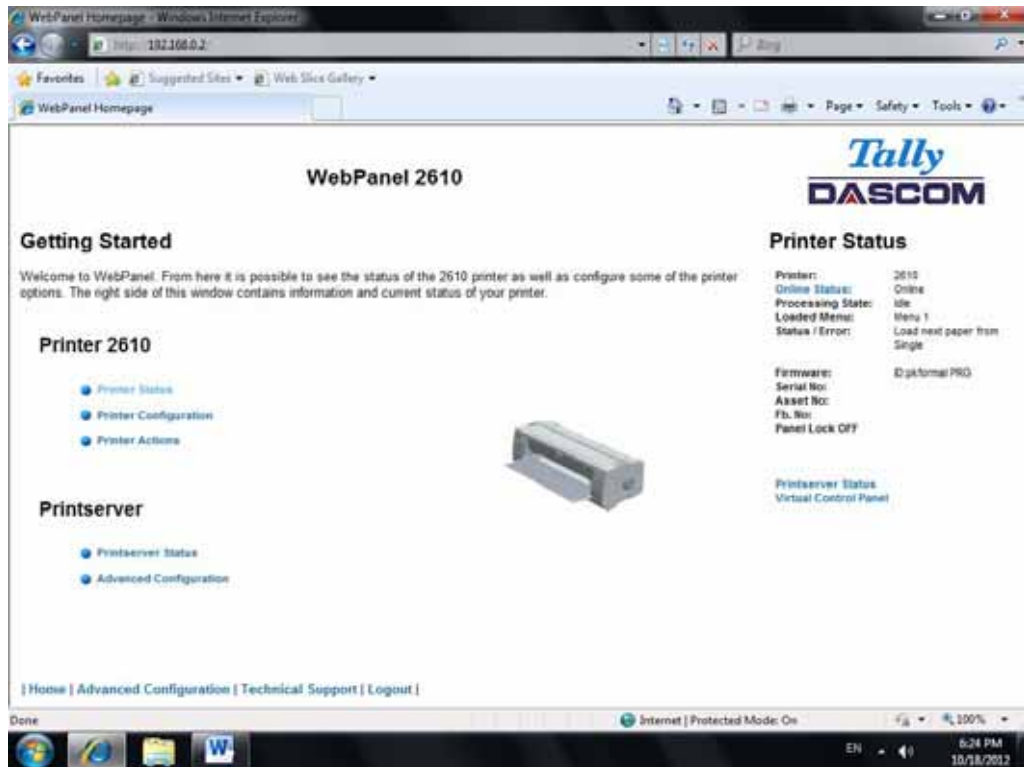 WebPanel Homepage - Windows Internet Explorer
http: 192.168.0.2
Bing
Favorites Suggested Sites Web Slice Gallery
WebPanel Homepage
Page Safety Tools
Tally
DASCOM
WebPanel 2610
Getting Started
Welcome to WebPanel. From here it is possible to see the status of the 2610 printer as well as configure some of the printer
options. The right side of this window contains information and current status of your printer.
Printer 2610
Printer Status
Printer Configuration
Printer Actions
Printserver
Printserver Status
Advanced Configuration
Printer Status
Printer: 2610
Online Status: Online
Processing State: Idle
Loaded Menu: Menu 1
Status / Error: Load next paper from
Single
Firmware:
Serial No:
Asset No:
Fb. No:
Panel Lock OFF
Printserver Status
Virtual Control Panel
| Home | Advanced Configuration | Technical Support | Logout |
Done Internet | Protected Mode: On 100%
W EN 6:24 PM
10/18/2012